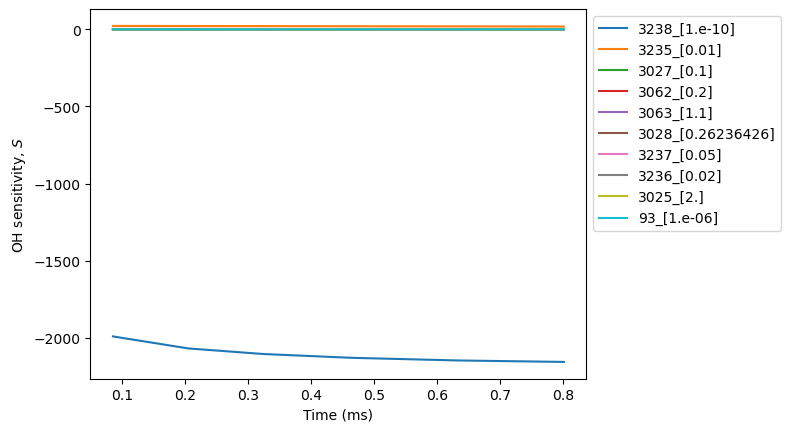 0
−500
−1000
−1500
−2000
OH sensitivity, S
0.1 0.2 0.3 0.4 0.5 0.6 0.7 0.8
Time (ms)
3238_[1.e-10]
3235_[0.01]
3027_[0.1]
3062_[0.2]
3063_[1.1]
3028_[0.26236426]
3237_[0.05]
3236_[0.02]
3025_[2.]
93_[1.e-06]